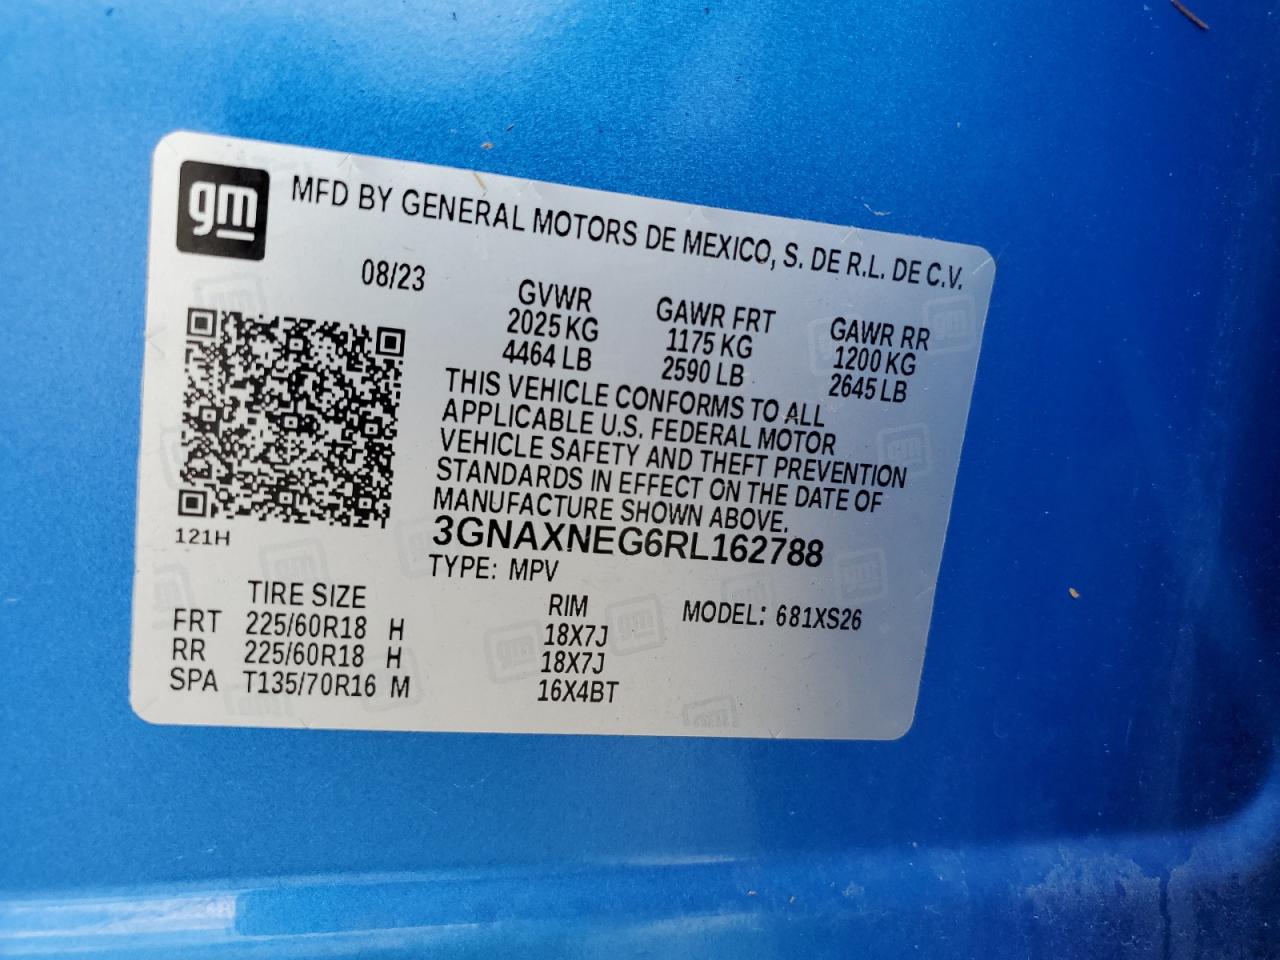 gm
MFD BY GENERAL MOTORS DE MEXICO, S. DE R.L. DE C.V.
08/23
GVWR GAWR FRT GAWR RR
2025 KG 1175 KG 1200 KG
4464 LB 2590 LB 2645 LB
THIS VEHICLE CONFORMS TO ALL
APPLICABLE U.S. FEDERAL MOTOR
VEHICLE SAFETY AND THEFT PREVENTION
STANDARDS IN EFFECT ON THE DATE OF
MANUFACTURE SHOWN ABOVE.
121H
3GNAXNEG6RL162788
TYPE: MPV
TIRE SIZE RIM MODEL: 681XS26
FRT 225/60R18 H 18X7J
RR 225/60R18 H 18X7J
SPA T135/70R16 M 16X4BT